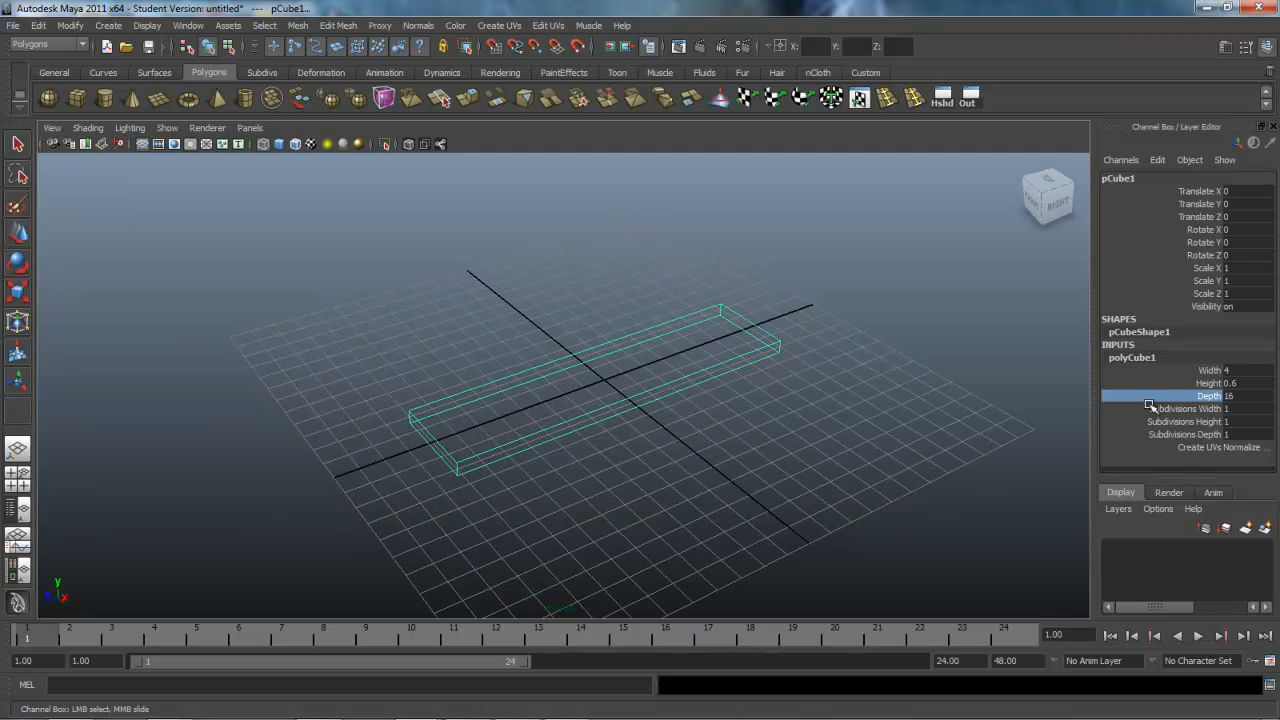 Autodesk Maya 2011 x64 - Student Version: untitled* --- pCube1...
File Edit Modify Create Display Window Assets Select Mesh Edit Mesh Proxy Normals Color Create UVs Edit UVs Muscle Help
Polygons X: Y: Z:
General Curves Surfaces Polygons Subdivs Deformation Animation Dynamics Rendering PaintEffects Toon Muscle Fluids Fur Hair nCloth Custom
Hshd Out
View Shading Lighting Show Renderer Panels
Channel Box / Layer Editor
Channels Edit Object Show
pCube1
Translate X 0
Translate Y 0
Translate Z 0
Rotate X 0
Rotate Y 0
Rotate Z 0
Scale X 1
Scale Y 1
Scale Z 1
Visibility on
SHAPES
pCubeShape1
INPUTS
polyCube1
Width 4
Height 0.6
Depth 16
Subdivisions Width 1
Subdivisions Height 1
Subdivisions Depth 1
Create UVs Normalize ...
RIGHT
Display Render Anim
Layers Options Help
y
x
1 2 3 4 5 6 7 8 9 10 11 12 13 14 15 16 17 18 19 20 21 22 23 24
1 1.00
1.00 1.00 1 24 24.00 48.00 No Anim Layer No Character Set
MEL
Channel Box: LMB select, MMB slide